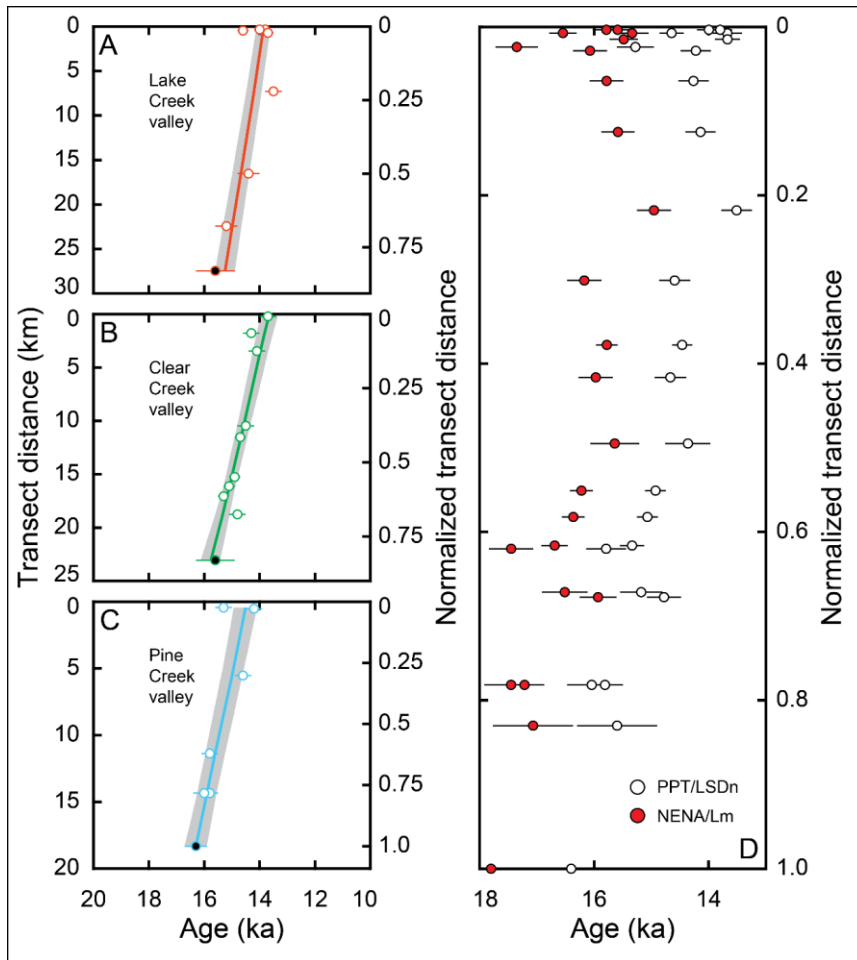 A
Lake
Creek
valley
0
5
10
15
20
25
30
0
0.25
0.5
0.75
B
Clear
Creek
valley
0
5
10
15
20
25
0
0.25
0.5
0.75
C
Pine
Creek
valley
0
5
10
15
20
0
0.25
0.5
0.75
1.0
20 18 16 14 12 10
Age (ka)
Transect distance (km)
Normalized transect distance
D
PPT/LSDn
NENA/Lm
0
0.2
0.4
0.6
0.8
1.0
18 16 14
Age (ka)
Normalized transect distance